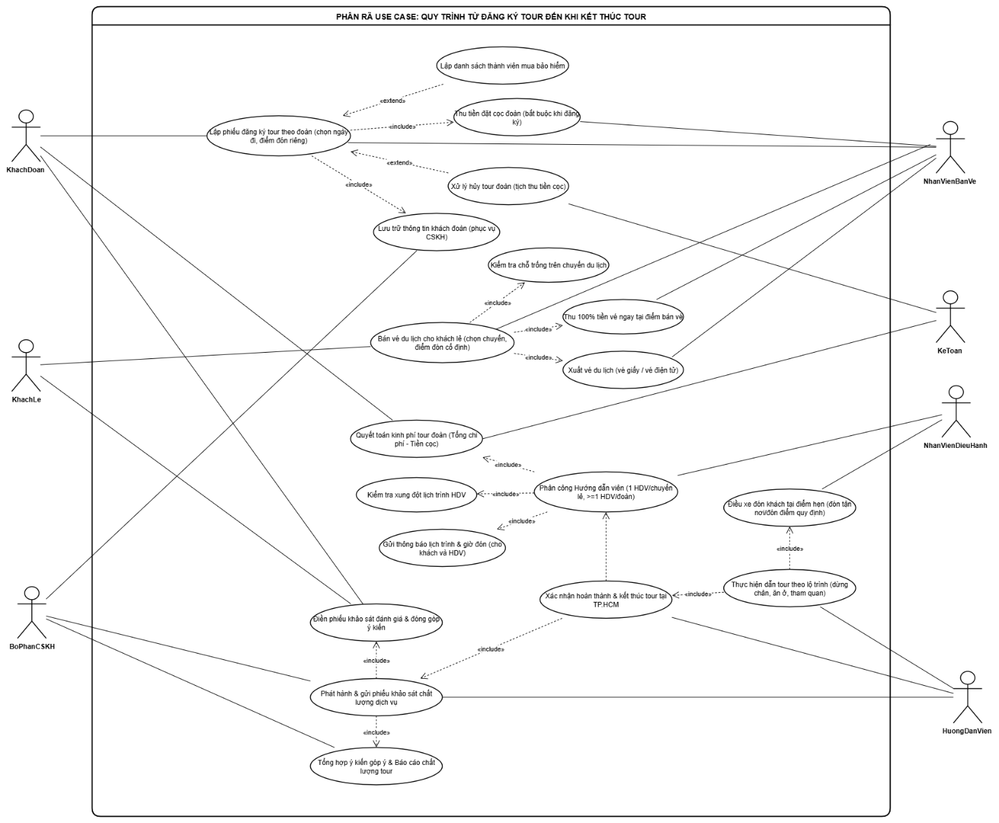 PHÂN RÃ USE CASE: QUY TRÌNH TỪ ĐĂNG KÝ TOUR ĐẾN KHI KẾT THÚC TOUR
Lập danh sách thành viên mua bảo hiểm
«extend»
Thu tiền đặt cọc đoàn (bắt buộc khi đăng
ký)
«include»
Lập phiếu đăng ký tour theo đoàn (chọn ngày
đi, điểm đón riêng)
KhachDoan
NhanVienBanVe
«extend»
«include»
Xử lý hủy tour đoàn (tịch thu tiền cọc)
Lưu trữ thông tin khách đoàn (phục vụ
CSKH)
Kiểm tra chỗ trống trên chuyến du lịch
«include»
Thu 100% tiền vé ngay tại điểm bán vé
«include»
Bán vé du lịch cho khách lẻ (chọn chuyến,
điểm đón cố định)
«include»
Xuất vé du lịch (vé giấy / vé điện tử)
KeToan
KhachLe
Quyết toán kinh phí tour đoàn (Tổng chi
phí - Tiền cọc)
NhanVienDieuHanh
«include»
Phân công Hướng dẫn viên (1 HDV/chuyến
lẻ, >=1 HDV/đoàn)
Kiểm tra xung đột lịch trình HDV
«include»
Điều xe đón khách tại điểm hẹn (đón tận
nơi/đón điểm quy định)
«include»
Gửi thông báo lịch trình & giờ đón (cho
khách và HDV)
«include»
Thực hiện dẫn tour theo lộ trình (dừng
chân, ăn ở, tham quan)
«include»
Xác nhận hoàn thành & kết thúc tour tại
TP.HCM
Điền phiếu khảo sát đánh giá & đóng góp
ý kiến
BoPhanCSKH
«include»
«include»
Phát hành & gửi phiếu khảo sát chất
lượng dịch vụ
HuongDanVien
«include»
Tổng hợp ý kiến góp ý & Báo cáo chất
lượng tour